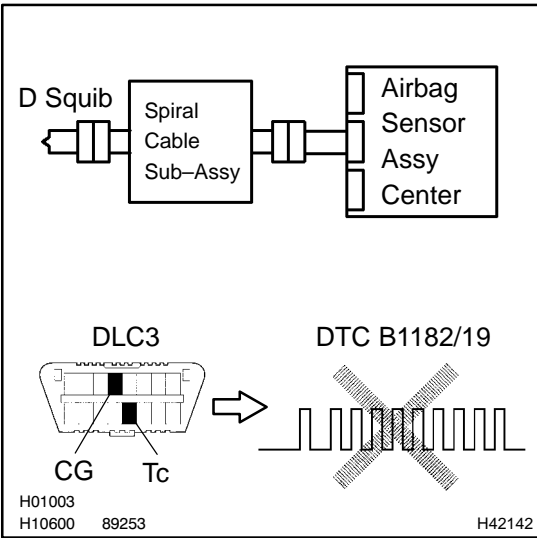 D Squib
Spiral
Cable
Sub–Assy
Airbag
Sensor
Assy
Center
DLC3
DTC B1182/19
CG
Tc
H01003
H10600 89253
H42142